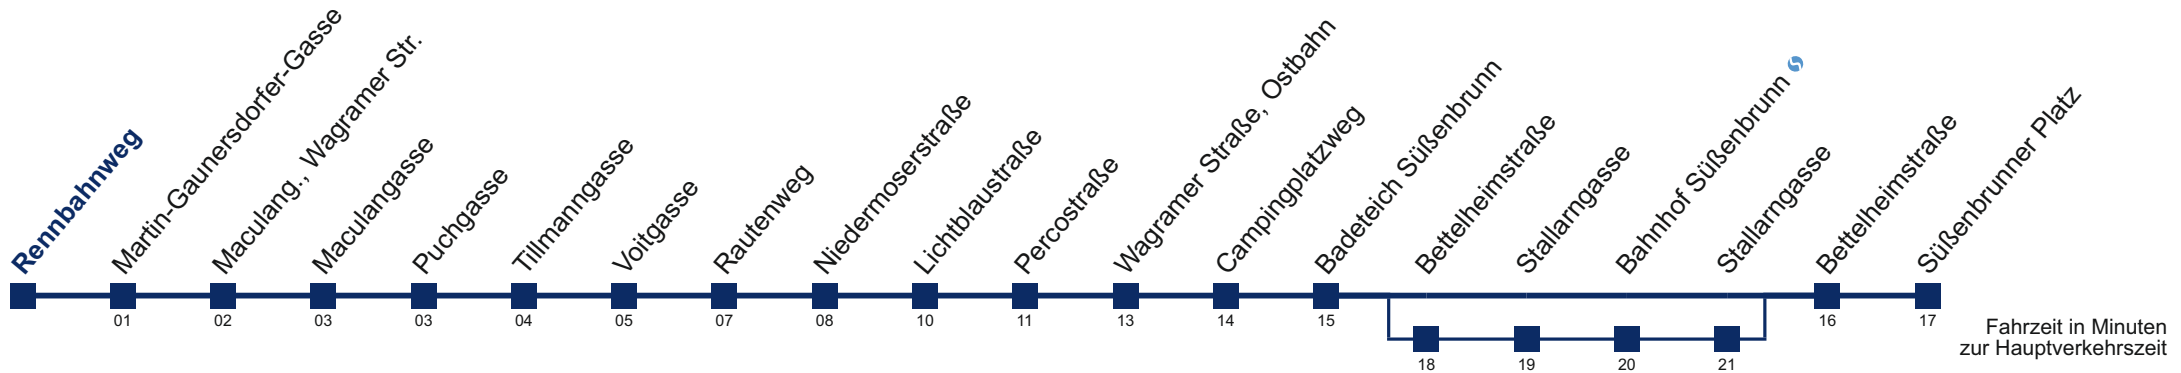 Rennbahnweg
Martin-Gaunersdorfer-Gasse
Maculang., Wagramer Str.
Maculangasse
Puchgasse
Tillmanngasse
Voitgasse
Rautenweg
Niedermoserstraße
Lichtblaustraße
Percostraße
Wagramer Straße, Ostbahn
Campingplatzweg
Badeteich Süßenbrunn
Bettelheimstraße
Stallarngasse
Bahnhof Süßenbrunn
Stallarngasse
Bettelheimstraße
Süßenbrunner Platz
01 02 03 03 04 05 07 08 10 11 13 14 15 16 17
18 19 20 21
Fahrzeit in Minuten
zur Hauptverkehrszeit